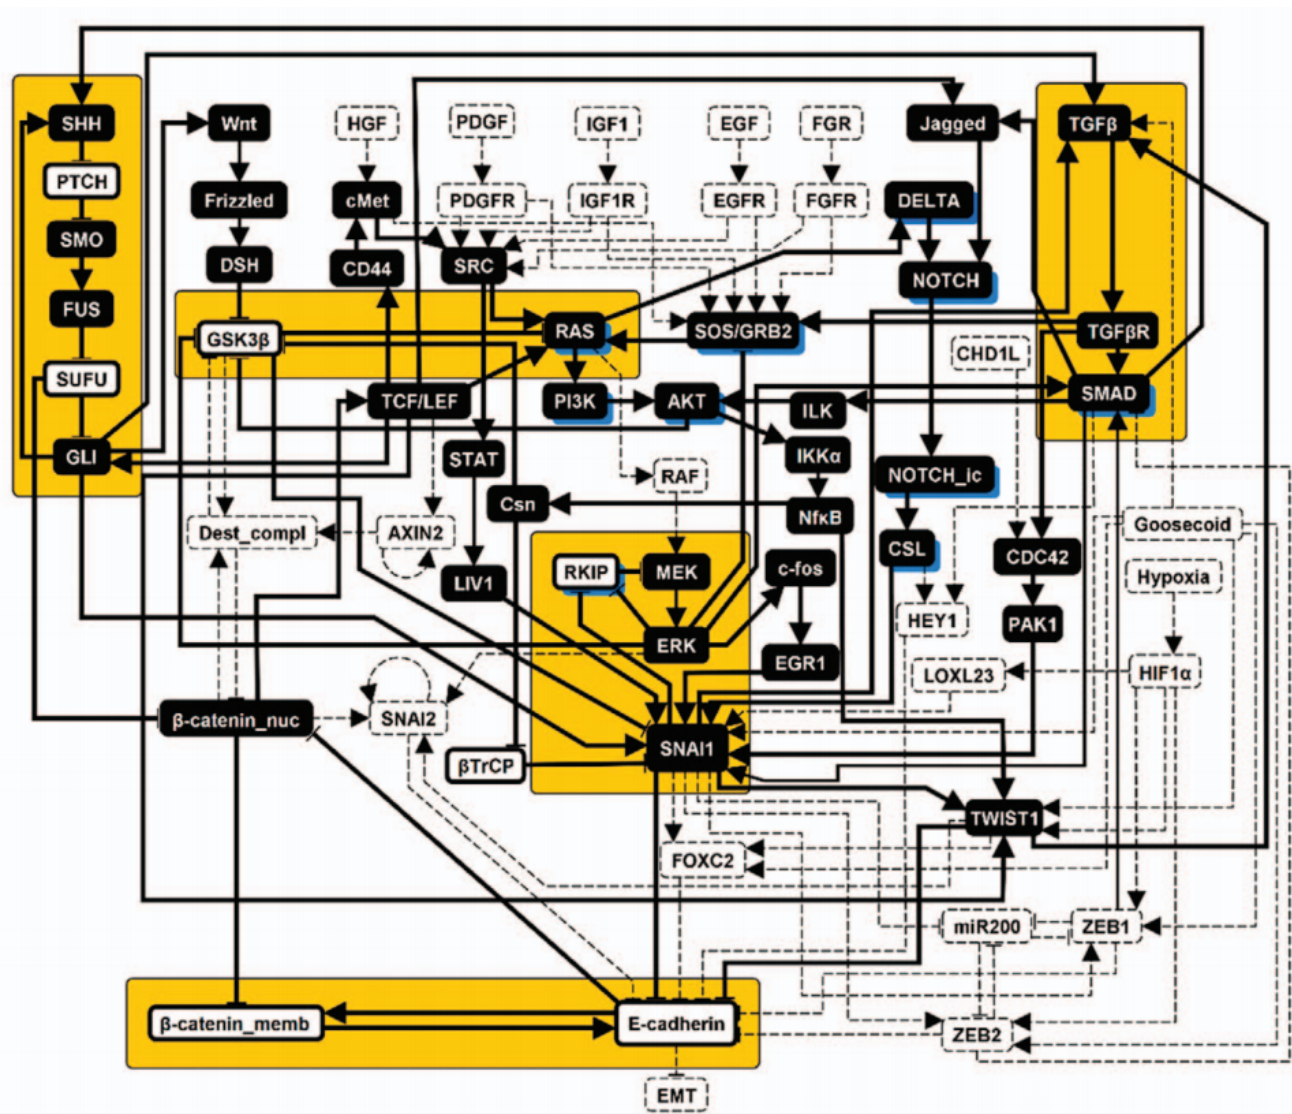 SHH
Wnt
HGF
PDGF
IGF1
EGF
FGR
Jagged
TGFβ
PTCH
Frizzled
cMet
PDGFR
IGF1R
EGFR
FGFR
DELTA
SMO
DSH
CD44
SRC
NOTCH
FUS
GSK3β
RAS
SOS/GRB2
TGFβR
CHD1L
SUFU
TCF/LEF
PI3K
AKT
ILK
SMAD
GLI
STAT
RAF
IKKα
NOTCH_ic
Csn
NfκB
Goosecoid
Dest_compl
AXIN2
CSL
CDC42
LIV1
RKIP
MEK
c-fos
Hypoxia
HEY1
PAK1
ERK
EGR1
LOXL23
HIF1α
β-catenin_nuc
SNAI2
SNAI1
βTrCP
TWIST1
FOXC2
miR200
ZEB1
β-catenin_memb
E-cadherin
ZEB2
EMT